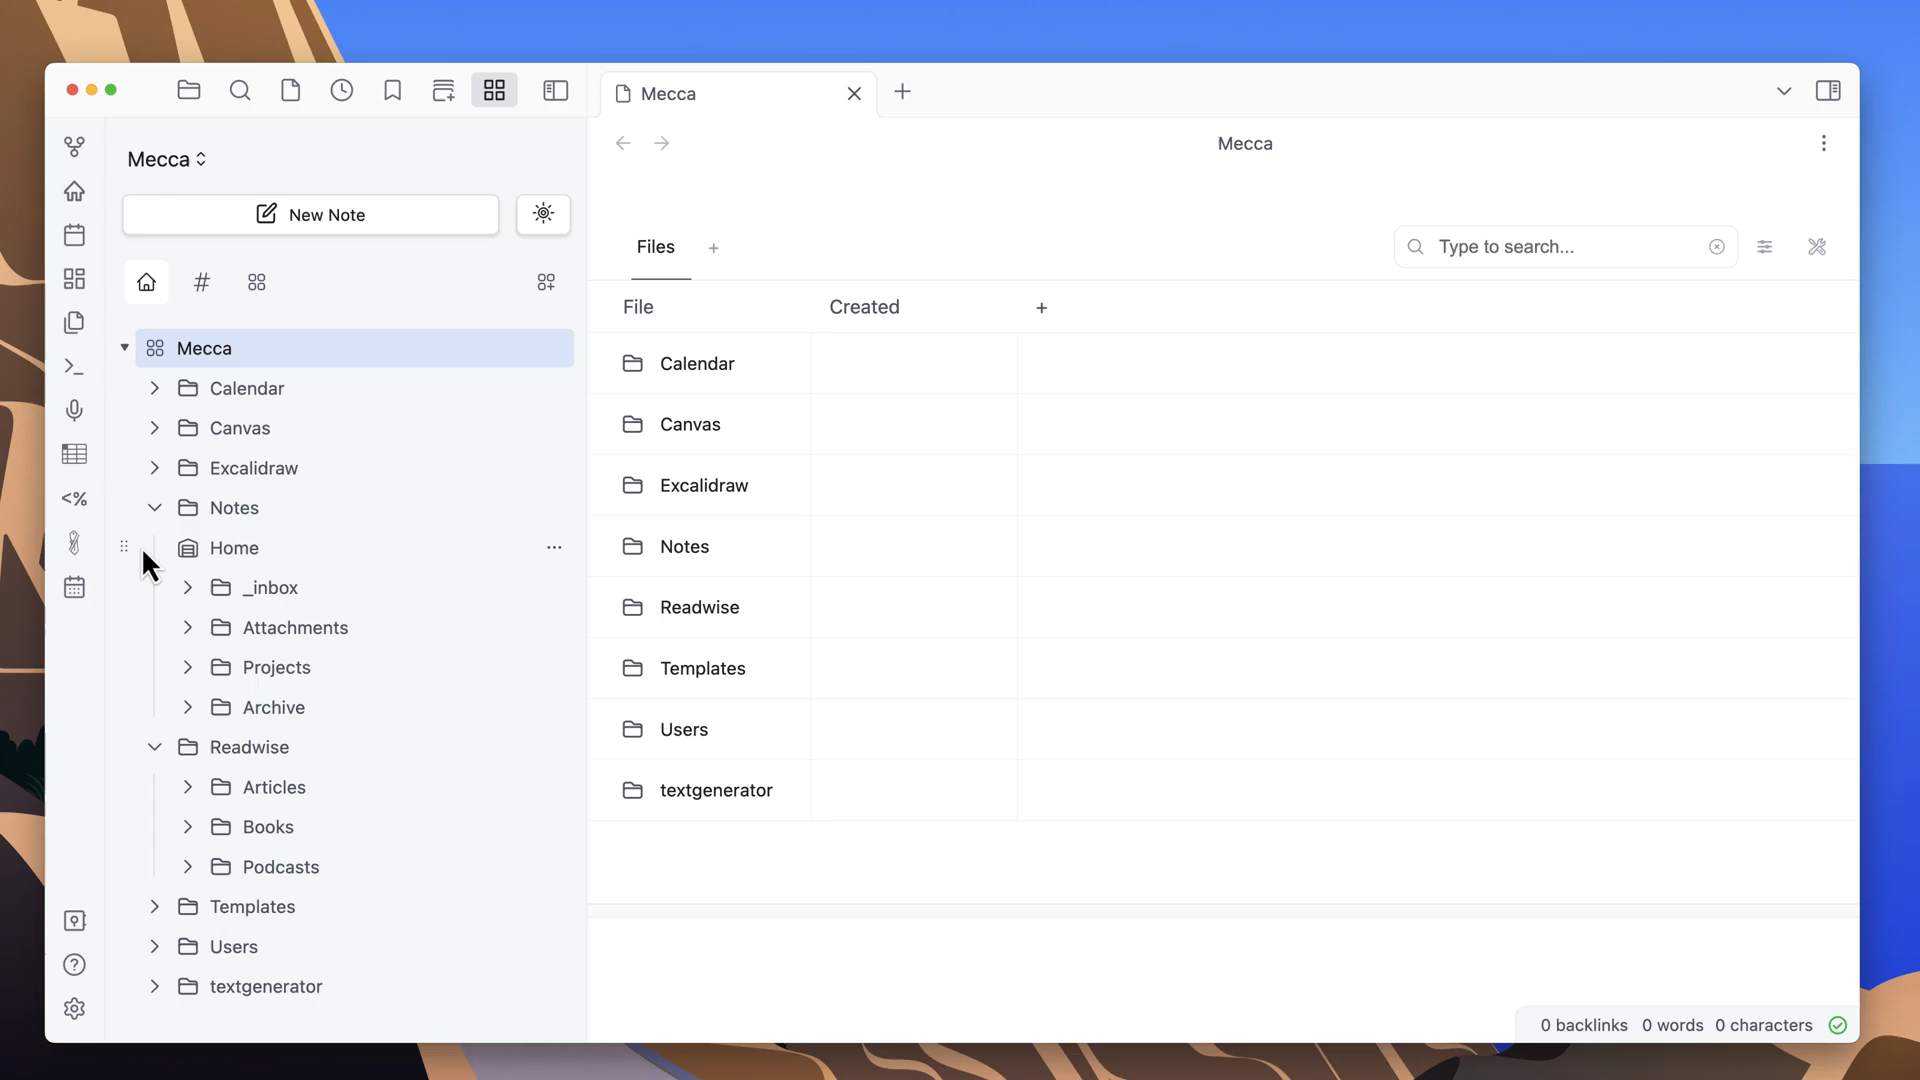 Mecca
Mecca
Mecca
New Note
Files +
Type to search...
#
File
Created
+
Mecca
Calendar
Canvas
Excalidraw
Notes
Home
_inbox
Attachments
Projects
Archive
Readwise
Articles
Books
Podcasts
Templates
Users
textgenerator
>_
<%
Calendar
Canvas
Excalidraw
Notes
Readwise
Templates
Users
textgenerator
0 backlinks 0 words 0 characters